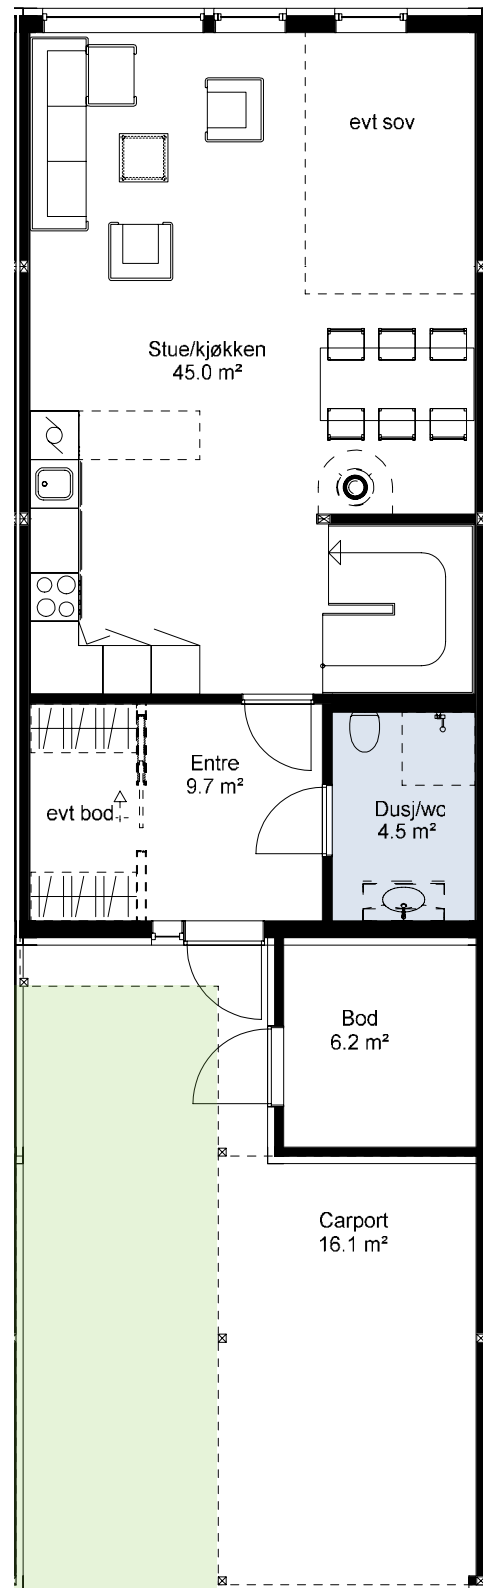 evt sov
Stue/kjøkken
45.0 m²
Entre
9.7 m²
evt bod
Dusj/wc
4.5 m²
Bod
6.2 m²
Carport
16.1 m²